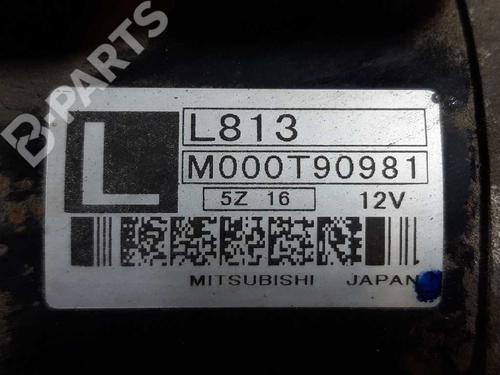 B-PARTS
L
L813
M000T90981
5Z 16 12V
MITSUBISHI JAPAN